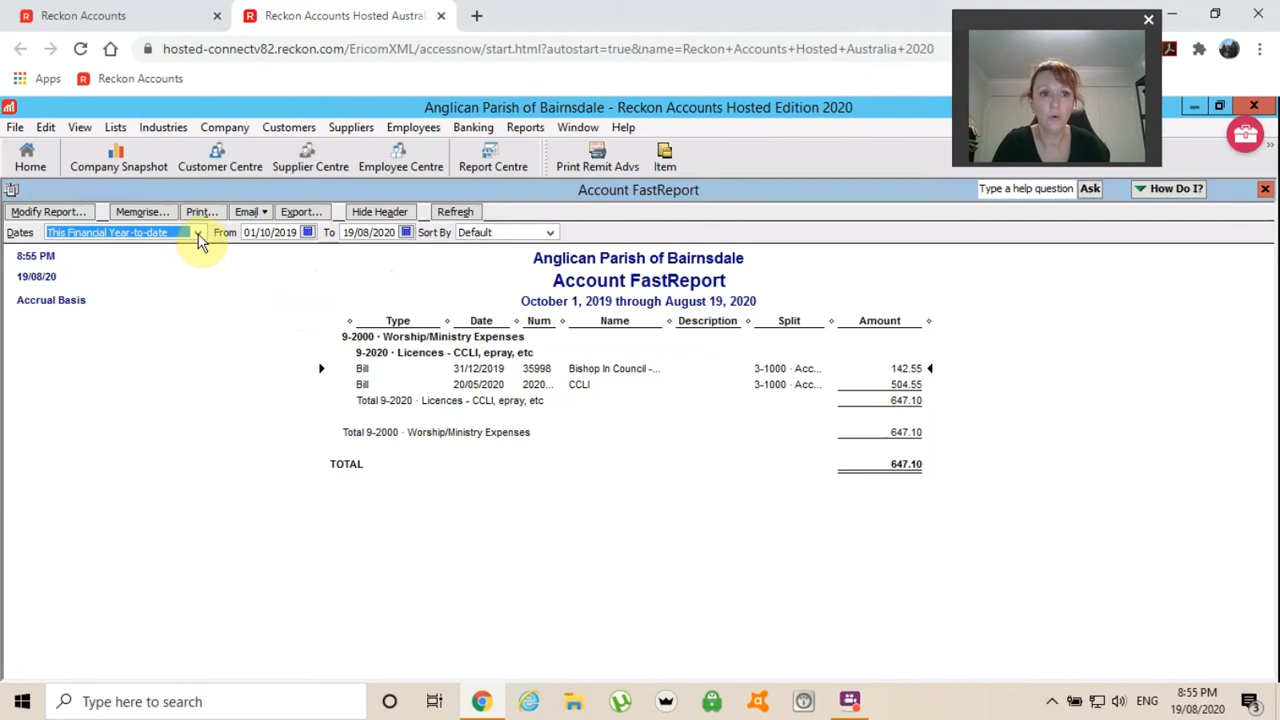 Reckon Accounts
Reckon Accounts Hosted Austra
hosted-connectv82.reckon.com/EricomXML/accessnow/start.html?autostart=true&name=Reckon+Accounts+Hosted+Australia+2020
Apps Reckon Accounts
Anglican Parish of Bairnsdale - Reckon Accounts Hosted Edition 2020
File Edit View Lists Industries Company Customers Suppliers Employees Banking Reports Window Help
Home Company Snapshot Customer Centre Supplier Centre Employee Centre Report Centre Print Remit Advs Item
Account FastReport
Type a help question Ask How Do I?
Modify Report... Memorise... Print... Email Export... Hide Header Refresh
Dates This Financial Year-to-date From 01/10/2019 To 19/08/2020 Sort By Default
8:55 PM
19/08/20
Accrual Basis
Anglican Parish of Bairnsdale
Account FastReport
October 1, 2019 through August 19, 2020
Type Date Num Name Description Split Amount
9-2000 · Worship/Ministry Expenses
9-2020 · Licences - CCLI, epray, etc
Bill 31/12/2019 35998 Bishop In Council -... 3-1000 · Acc... 142.55
Bill 20/05/2020 2020... CCLI 3-1000 · Acc... 504.55
Total 9-2020 · Licences - CCLI, epray, etc 647.10
Total 9-2000 · Worship/Ministry Expenses 647.10
TOTAL 647.10
Type here to search
ENG
8:55 PM
19/08/2020
3